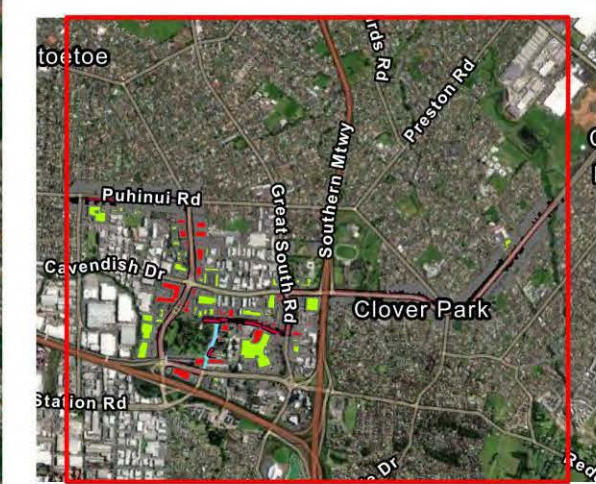 toetoe
rds Rd
Preston Rd
Southern Mtwy
Puhinui Rd
Great South Rd
Cavendish Dr
Clover Park
Station Rd
e Dr
Red